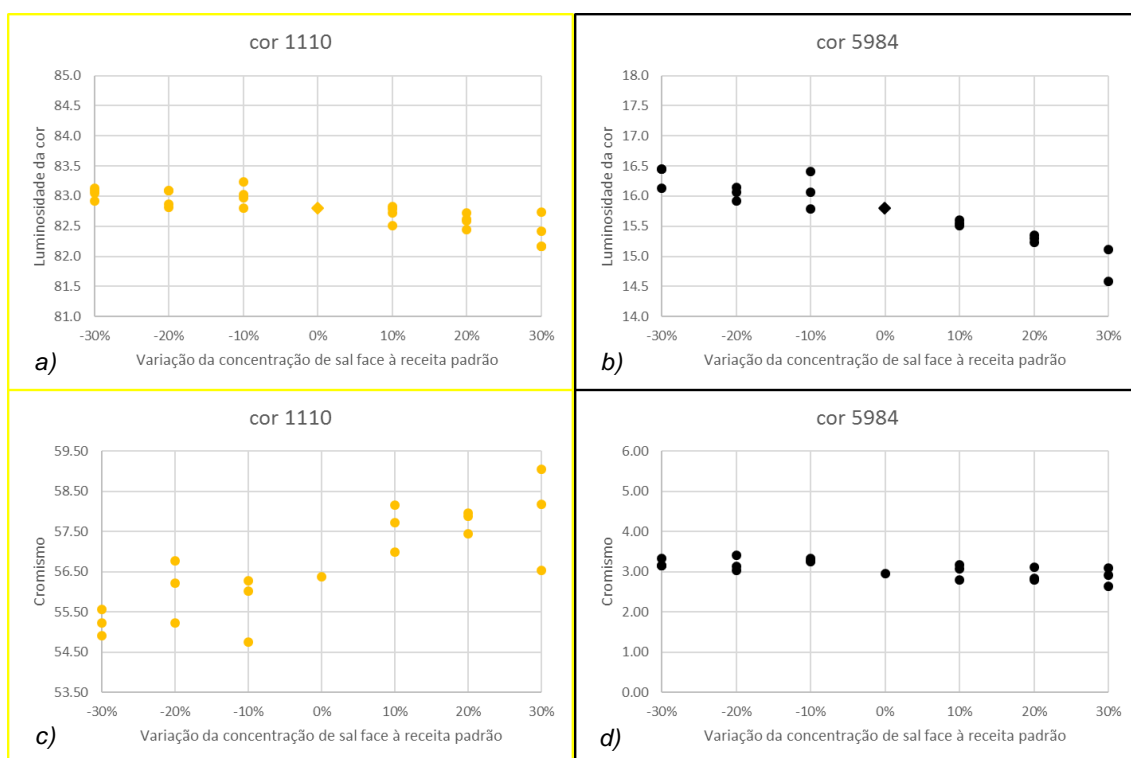 cor 1110
85.0
84.5
84.0
83.5
83.0
82.5
82.0
81.5
81.0
Luminosidade da cor
-30% -20% -10% 0% 10% 20% 30%
Variação da concentração de sal face à receita padrão
a)
cor 5984
18.0
17.5
17.0
16.5
16.0
15.5
15.0
14.5
14.0
Luminosidade da cor
-30% -20% -10% 0% 10% 20% 30%
Variação da concentração de sal face à receita padrão
b)
cor 1110
59.50
58.50
57.50
56.50
55.50
54.50
53.50
Cromismo
-30% -20% -10% 0% 10% 20% 30%
Variação da concentração de sal face à receita padrão
c)
cor 5984
6.00
5.00
4.00
3.00
2.00
1.00
0.00
Cromismo
-30% -20% -10% 0% 10% 20% 30%
Variação da concentração de sal face à receita padrão
d)